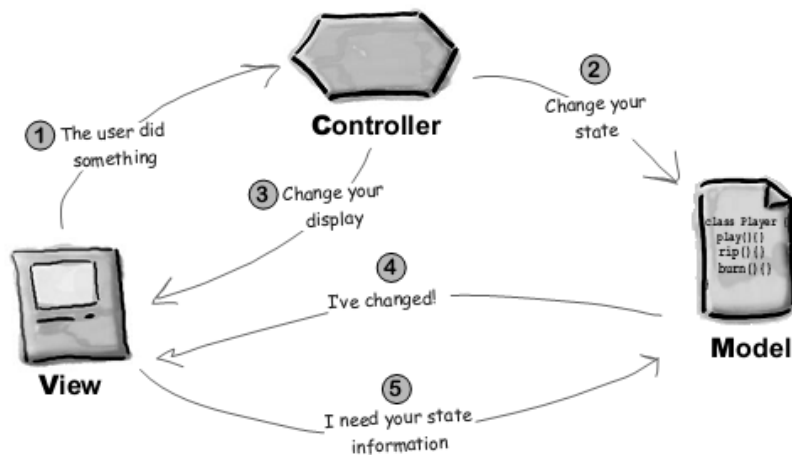 Controller
1
The user did
something
2
Change your
state
3
Change your
display
class Player {
play(){}
rip(){}
burn(){}
4
I've changed!
Model
View
5
I need your state
information